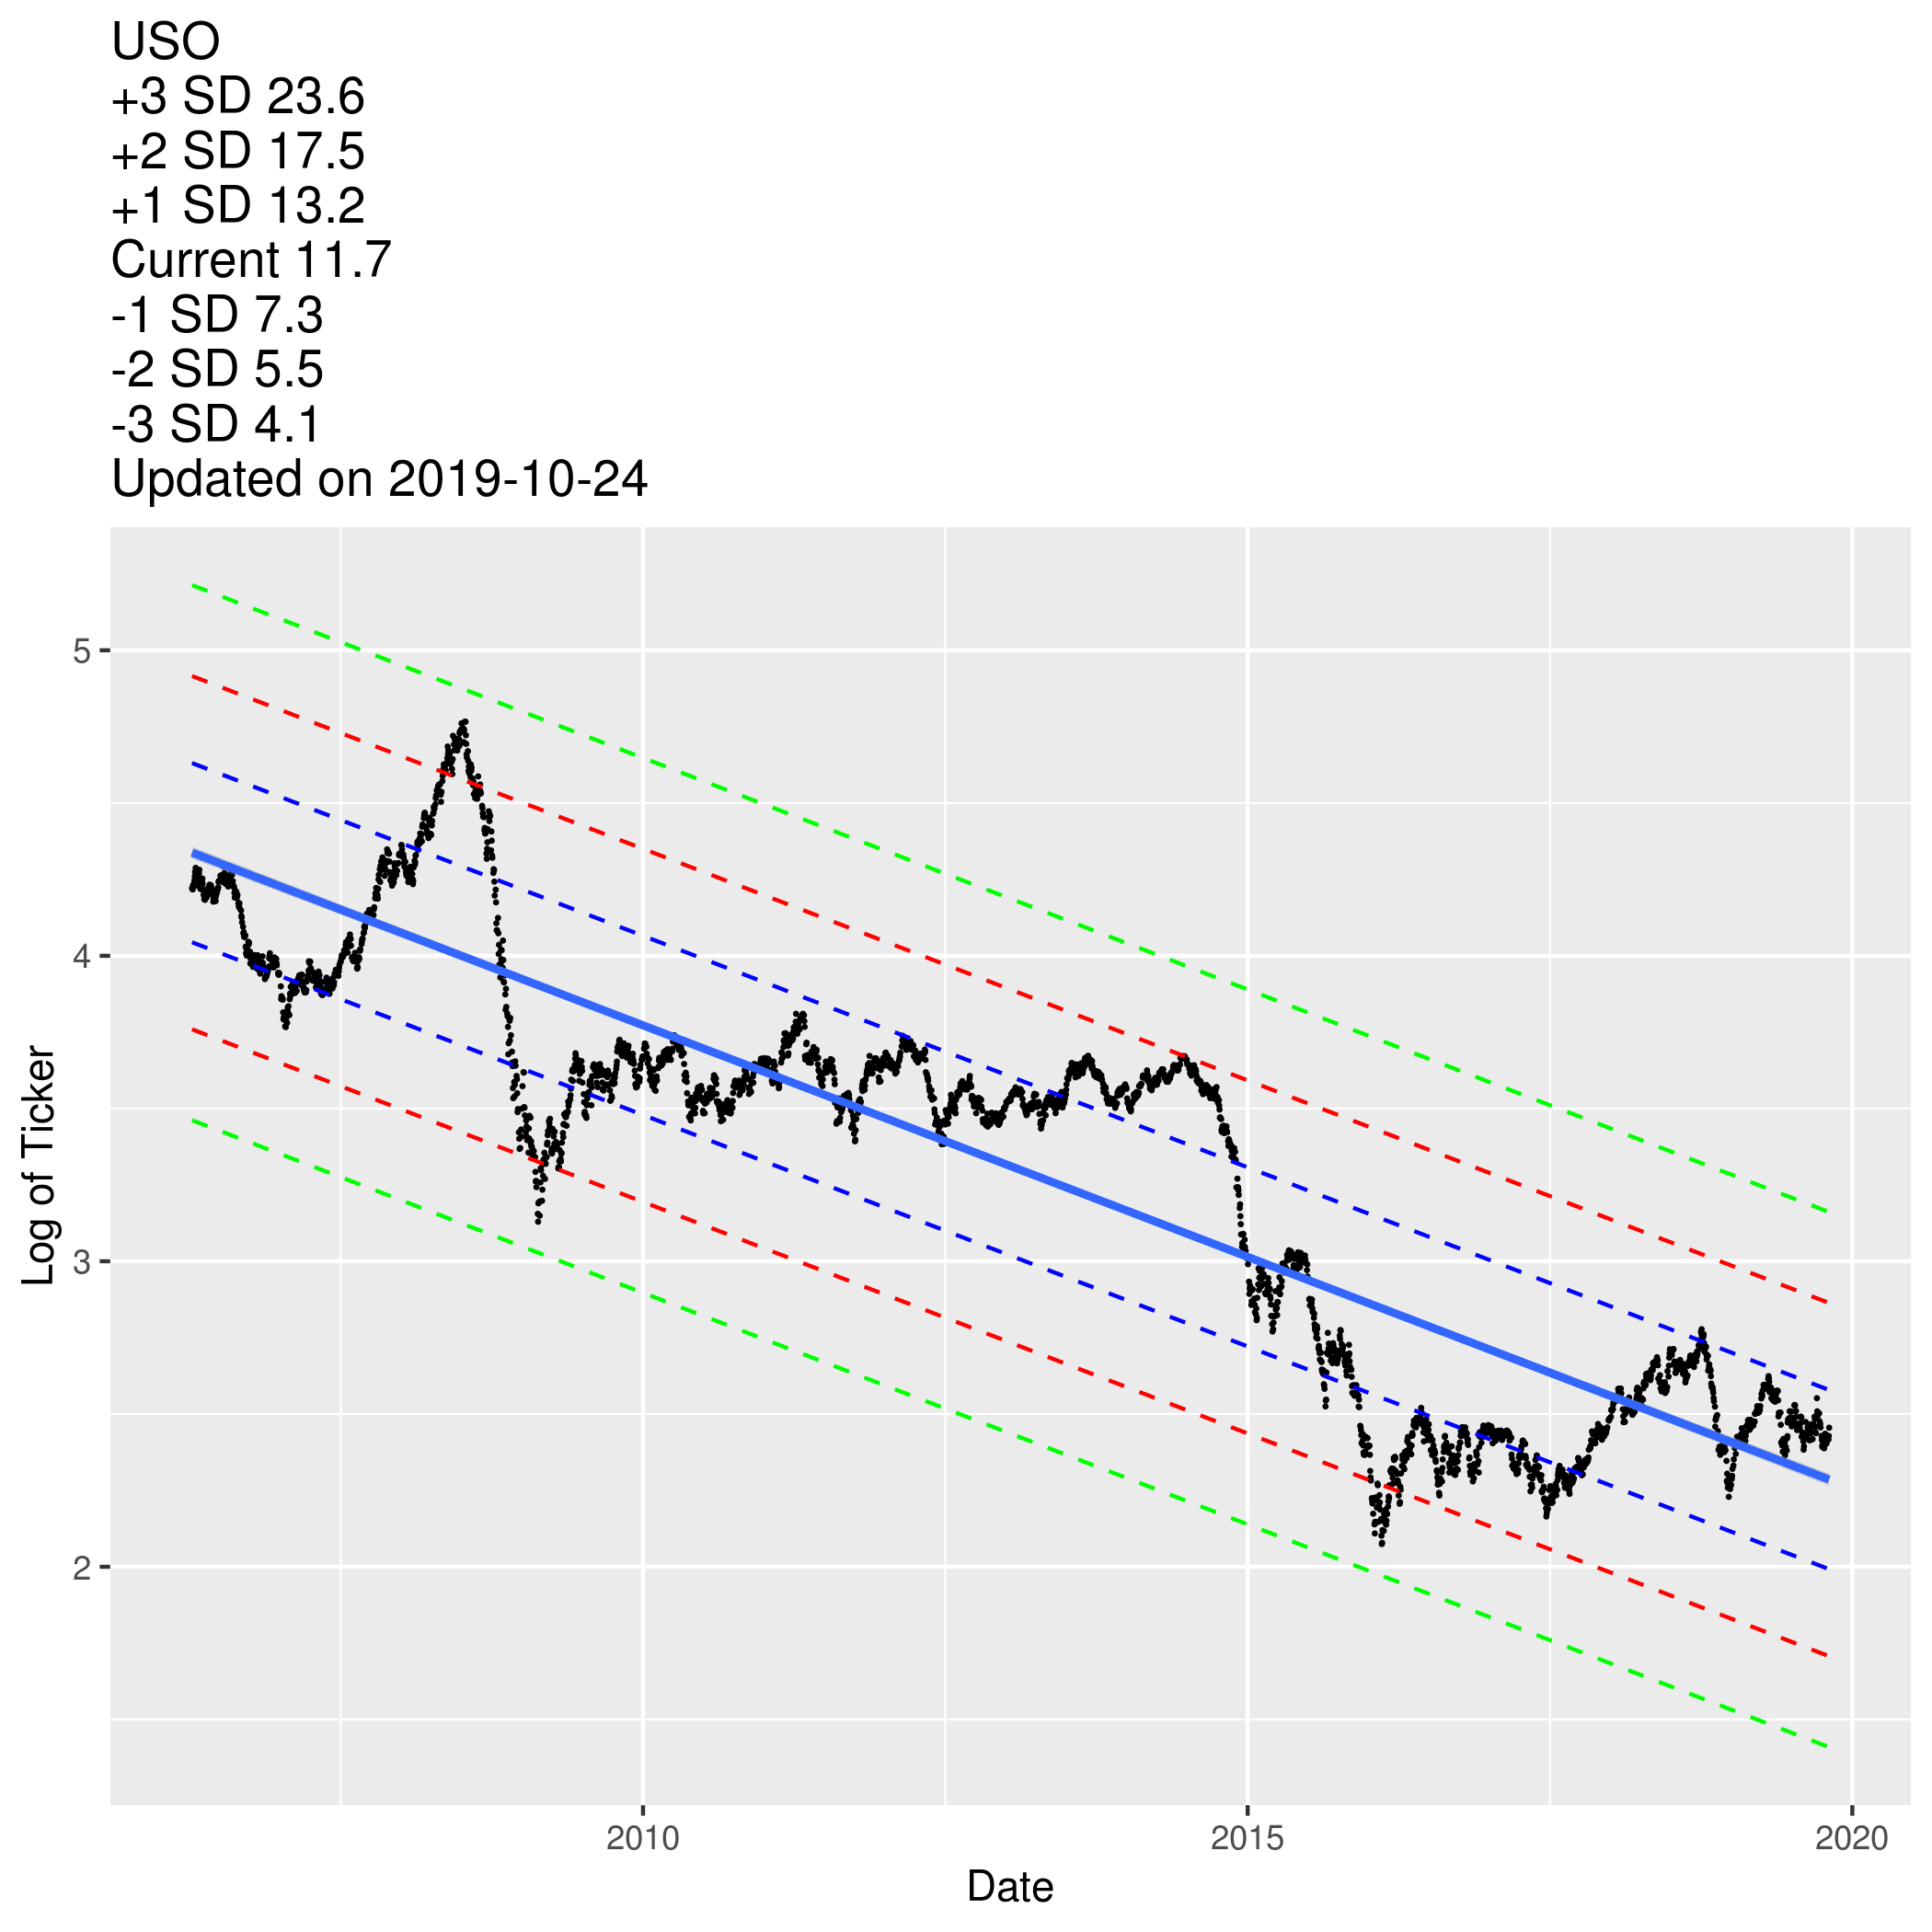 USO
+3 SD 23.6
+2 SD 17.5
+1 SD 13.2
Current 11.7
-1 SD 7.3
-2 SD 5.5
-3 SD 4.1
Updated on 2019-10-24
5
4
3
2
Log of Ticker
2010 2015 2020
Date